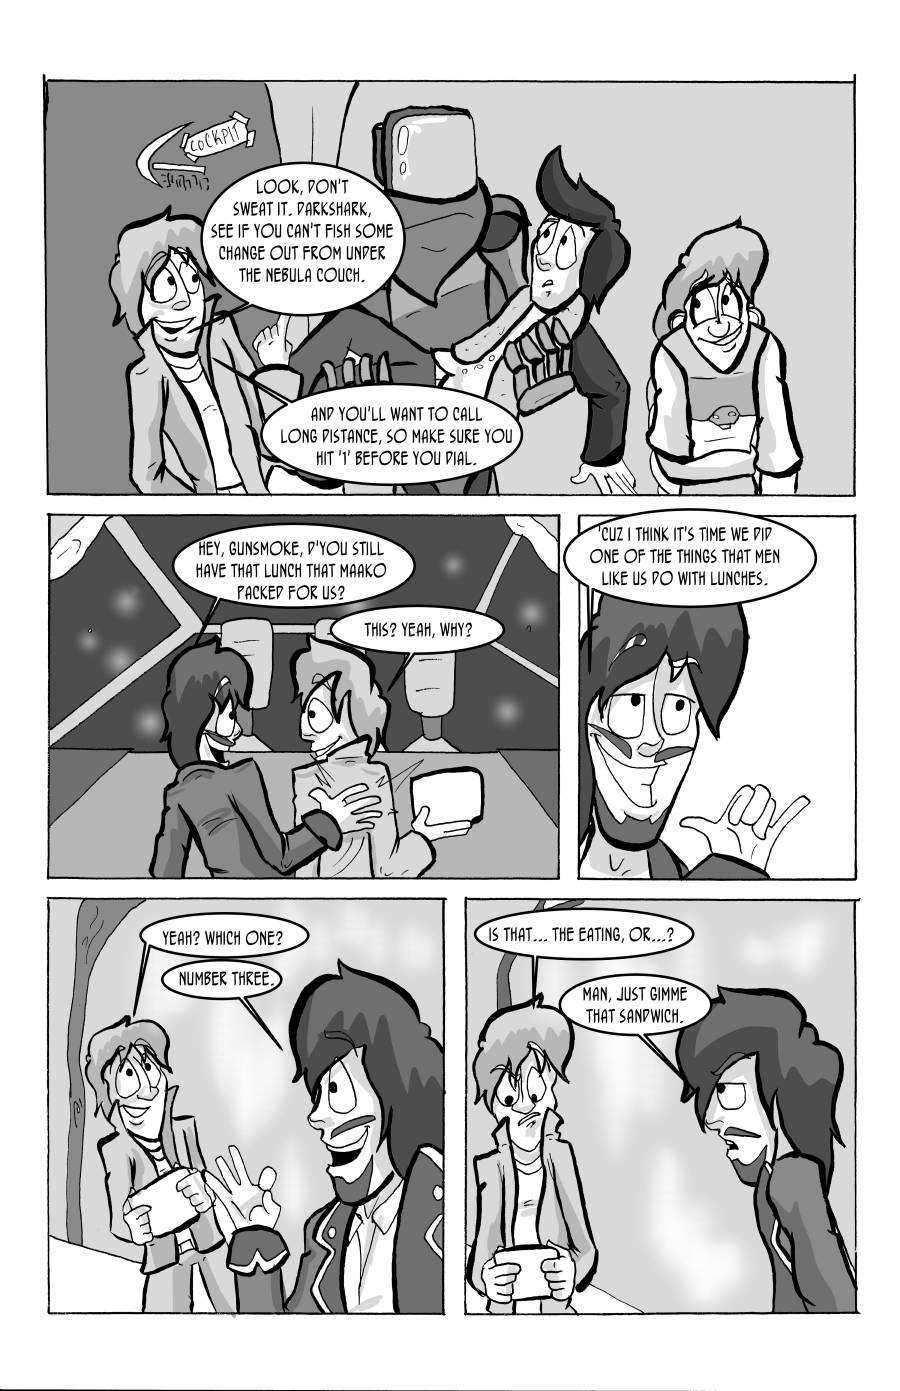 COCKPIT
LOOK, DON'T
SWEAT IT. DARKSHARK,
SEE IF YOU CAN'T FISH SOME
CHANGE OUT FROM UNDER
THE NEBULA COUCH.
AND YOU'LL WANT TO CALL
LONG DISTANCE, SO MAKE SURE YOU
HIT '1' BEFORE YOU DIAL.
HEY, GUNSMOKE, D'YOU STILL
HAVE THAT LUNCH THAT MAAKO
PACKED FOR US?
THIS? YEAH, WHY?
'CUZ I THINK IT'S TIME WE DID
ONE OF THE THINGS THAT MEN
LIKE US DO WITH LUNCHES.
YEAH? WHICH ONE?
NUMBER THREE.
IS THAT... THE EATING, OR...?
MAN, JUST GIMME
THAT SANDWICH.